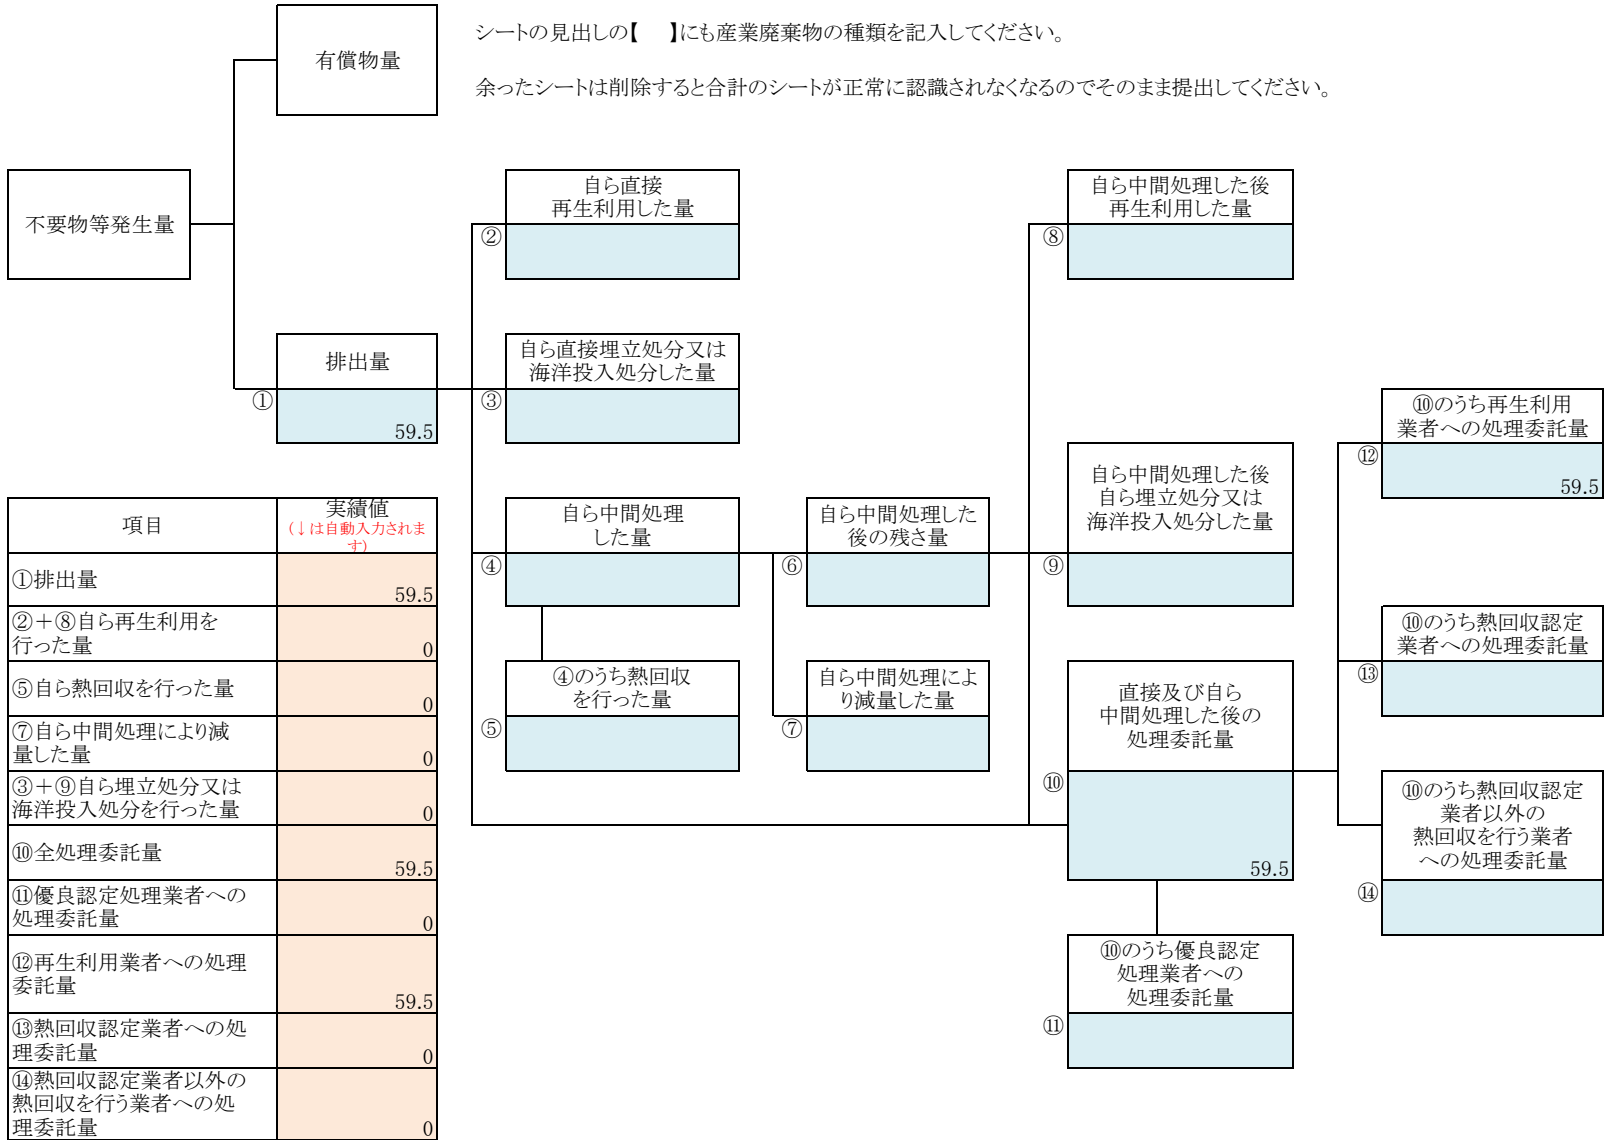 シートの見出しの【　】にも産業廃棄物の種類を記入してください。
有償物量
余ったシートは削除すると合計のシートが正常に認識されなくなるのでそのまま提出してください。
不要物等発生量
自ら直接
再生利用した量
②
自ら中間処理した後
再生利用した量
⑧
排出量
①
59.5
自ら直接埋立処分又は
海洋投入処分した量
③
⑩のうち再生利用
業者への処理委託量
⑫
59.5
自ら中間処理した後
自ら埋立処分又は
海洋投入処分した量
⑨
自ら中間処理
した量
④
自ら中間処理した
後の残さ量
⑥
⑩のうち熱回収認定
業者への処理委託量
⑬
④のうち熱回収
を行った量
⑤
自ら中間処理によ
り減量した量
⑦
直接及び自ら
中間処理した後の
処理委託量
⑩
59.5
⑩のうち熱回収認定
業者以外の
熱回収を行う業者
への処理委託量
⑭
⑩のうち優良認定
処理業者への
処理委託量
⑪
項目
実績値
(↓は自動入力されま
す)
①排出量
59.5
②＋⑧自ら再生利用を
行った量
0
⑤自ら熱回収を行った量
0
⑦自ら中間処理により減
量した量
0
③＋⑨自ら埋立処分又は
海洋投入処分を行った量
0
⑩全処理委託量
59.5
⑪優良認定処理業者への
処理委託量
0
⑫再生利用業者への処理
委託量
59.5
⑬熱回収認定業者への処
理委託量
0
⑭熱回収認定業者以外の
熱回収を行う業者への処
理委託量
0